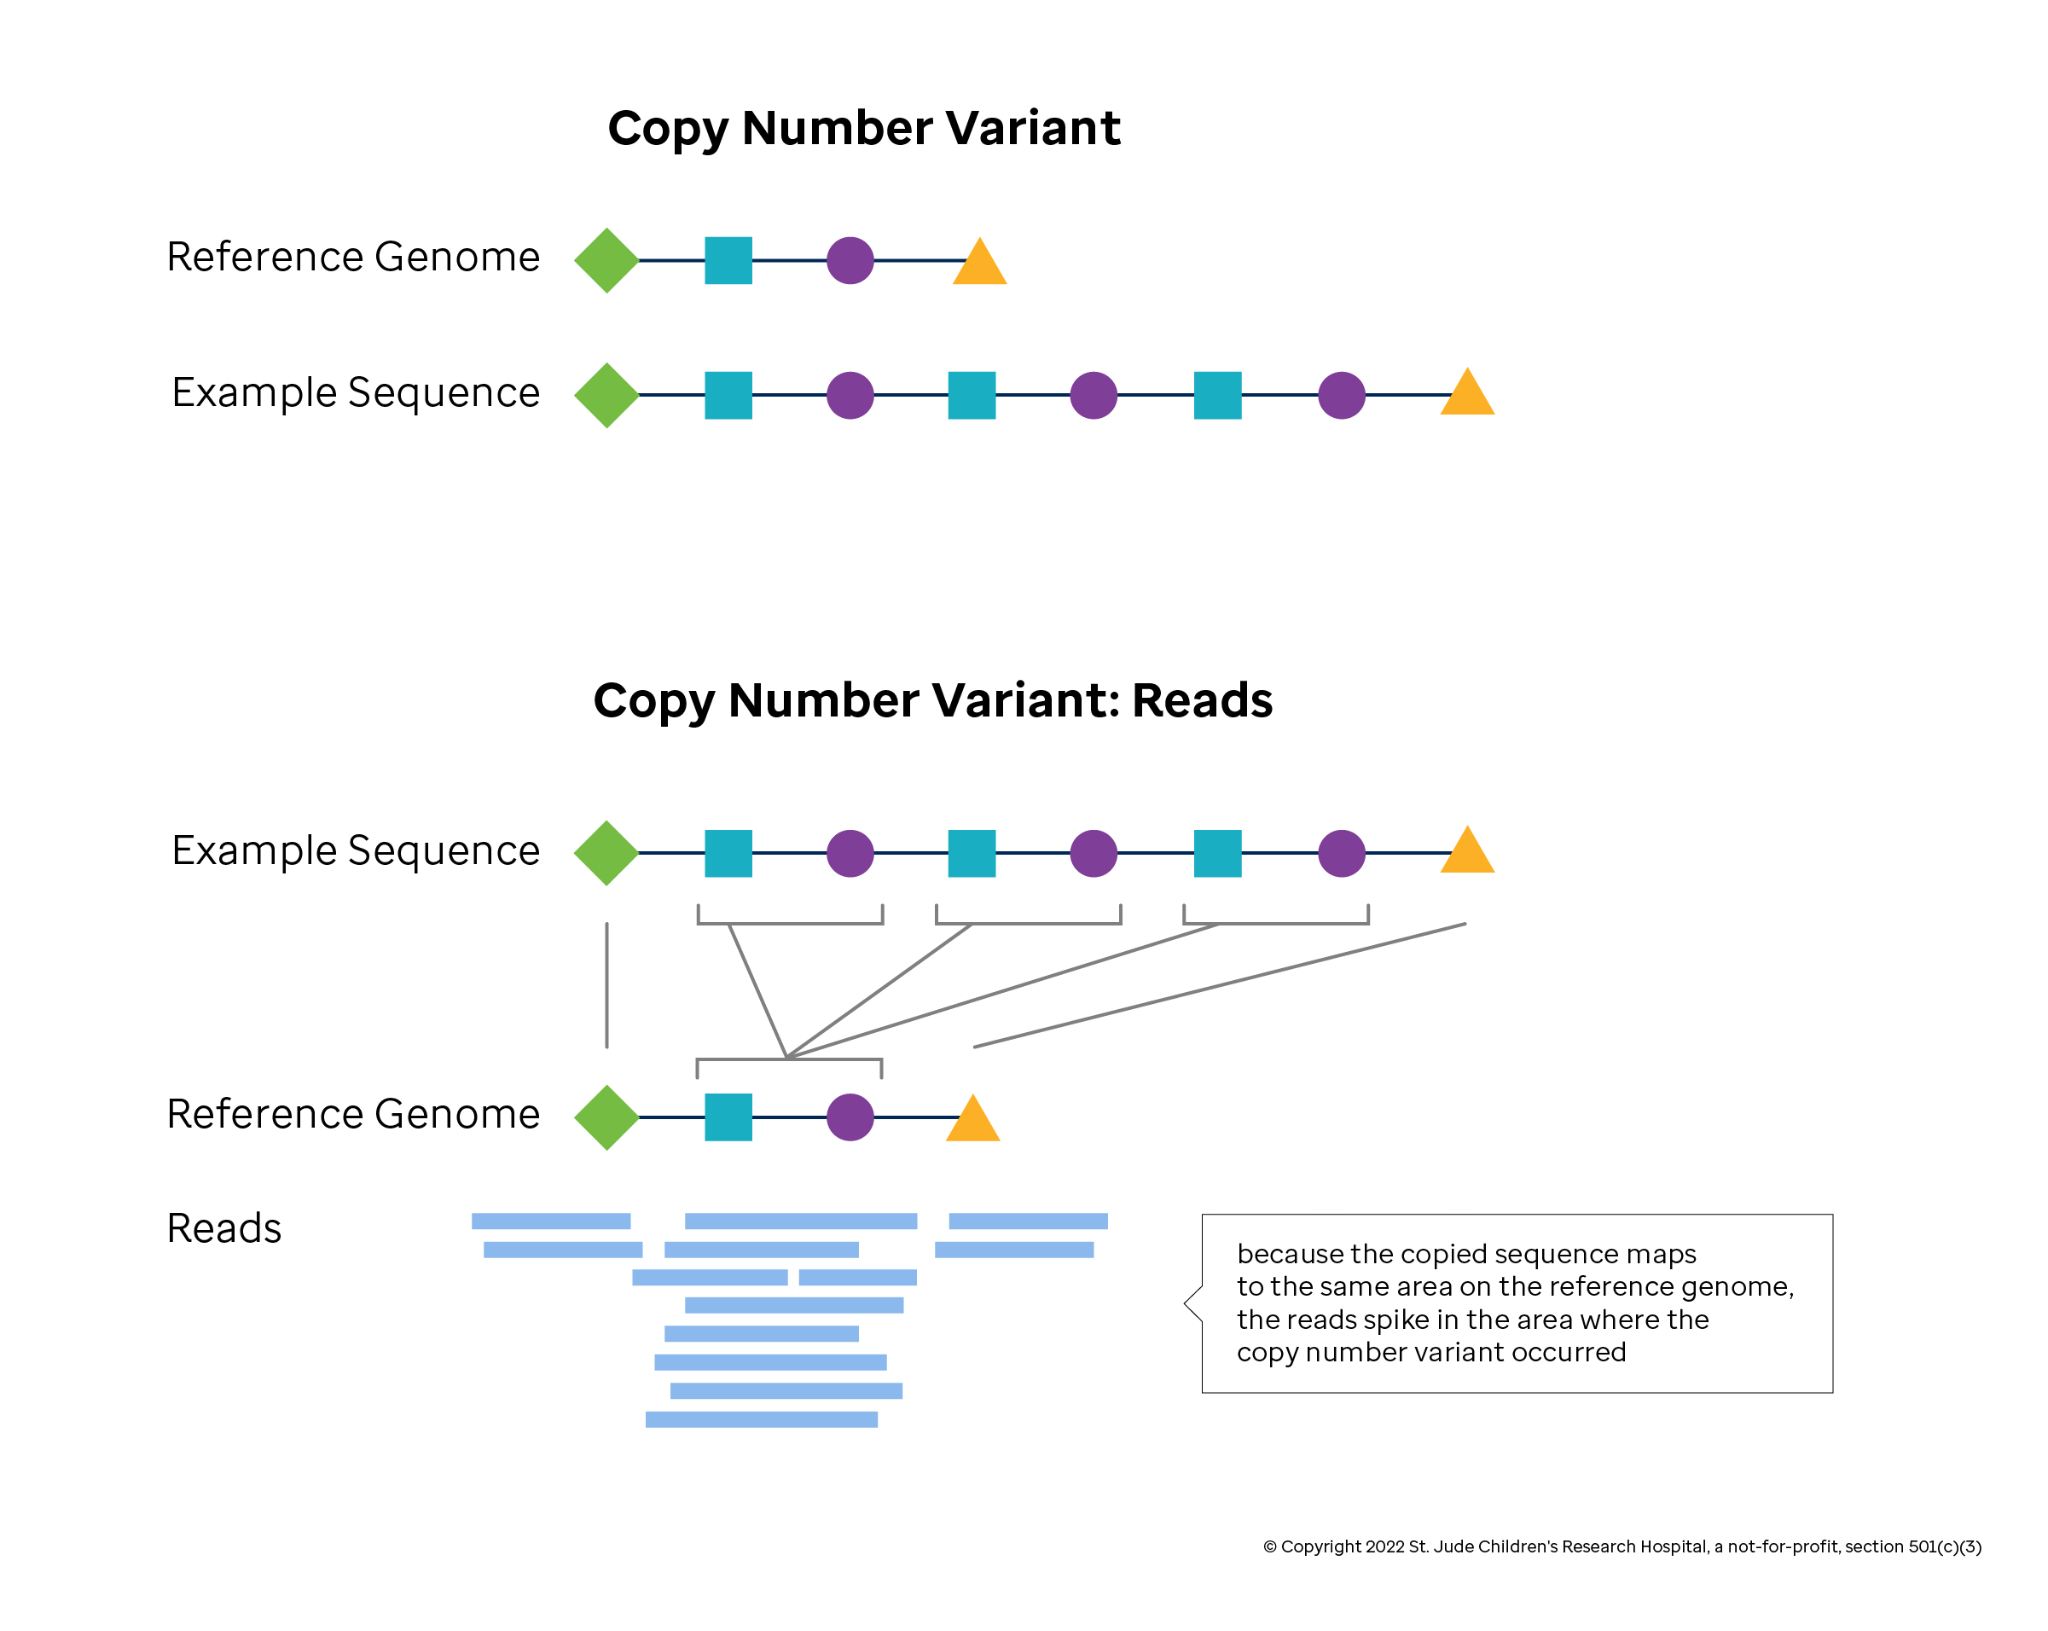 Copy Number Variant
Reference Genome
Example Sequence
Copy Number Variant: Reads
Example Sequence
Reference Genome
Reads
because the copied sequence maps
to the same area on the reference genome,
the reads spike in the area where the
copy number variant occurred
© Copyright 2022 St. Jude Children's Research Hospital, a not-for-profit, section 501(c)(3)